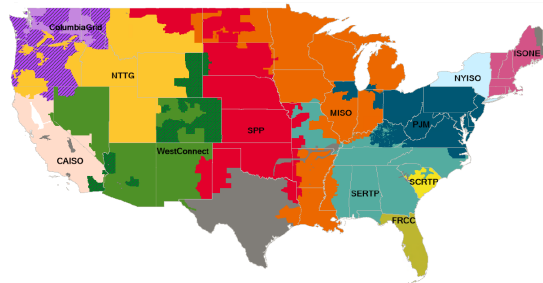 ColumbiaGrid
ISONE
NTTG
NYISO
MISO
PJM
SPP
WestConnect
CAISO
SCRTP
SERTP
FRCC